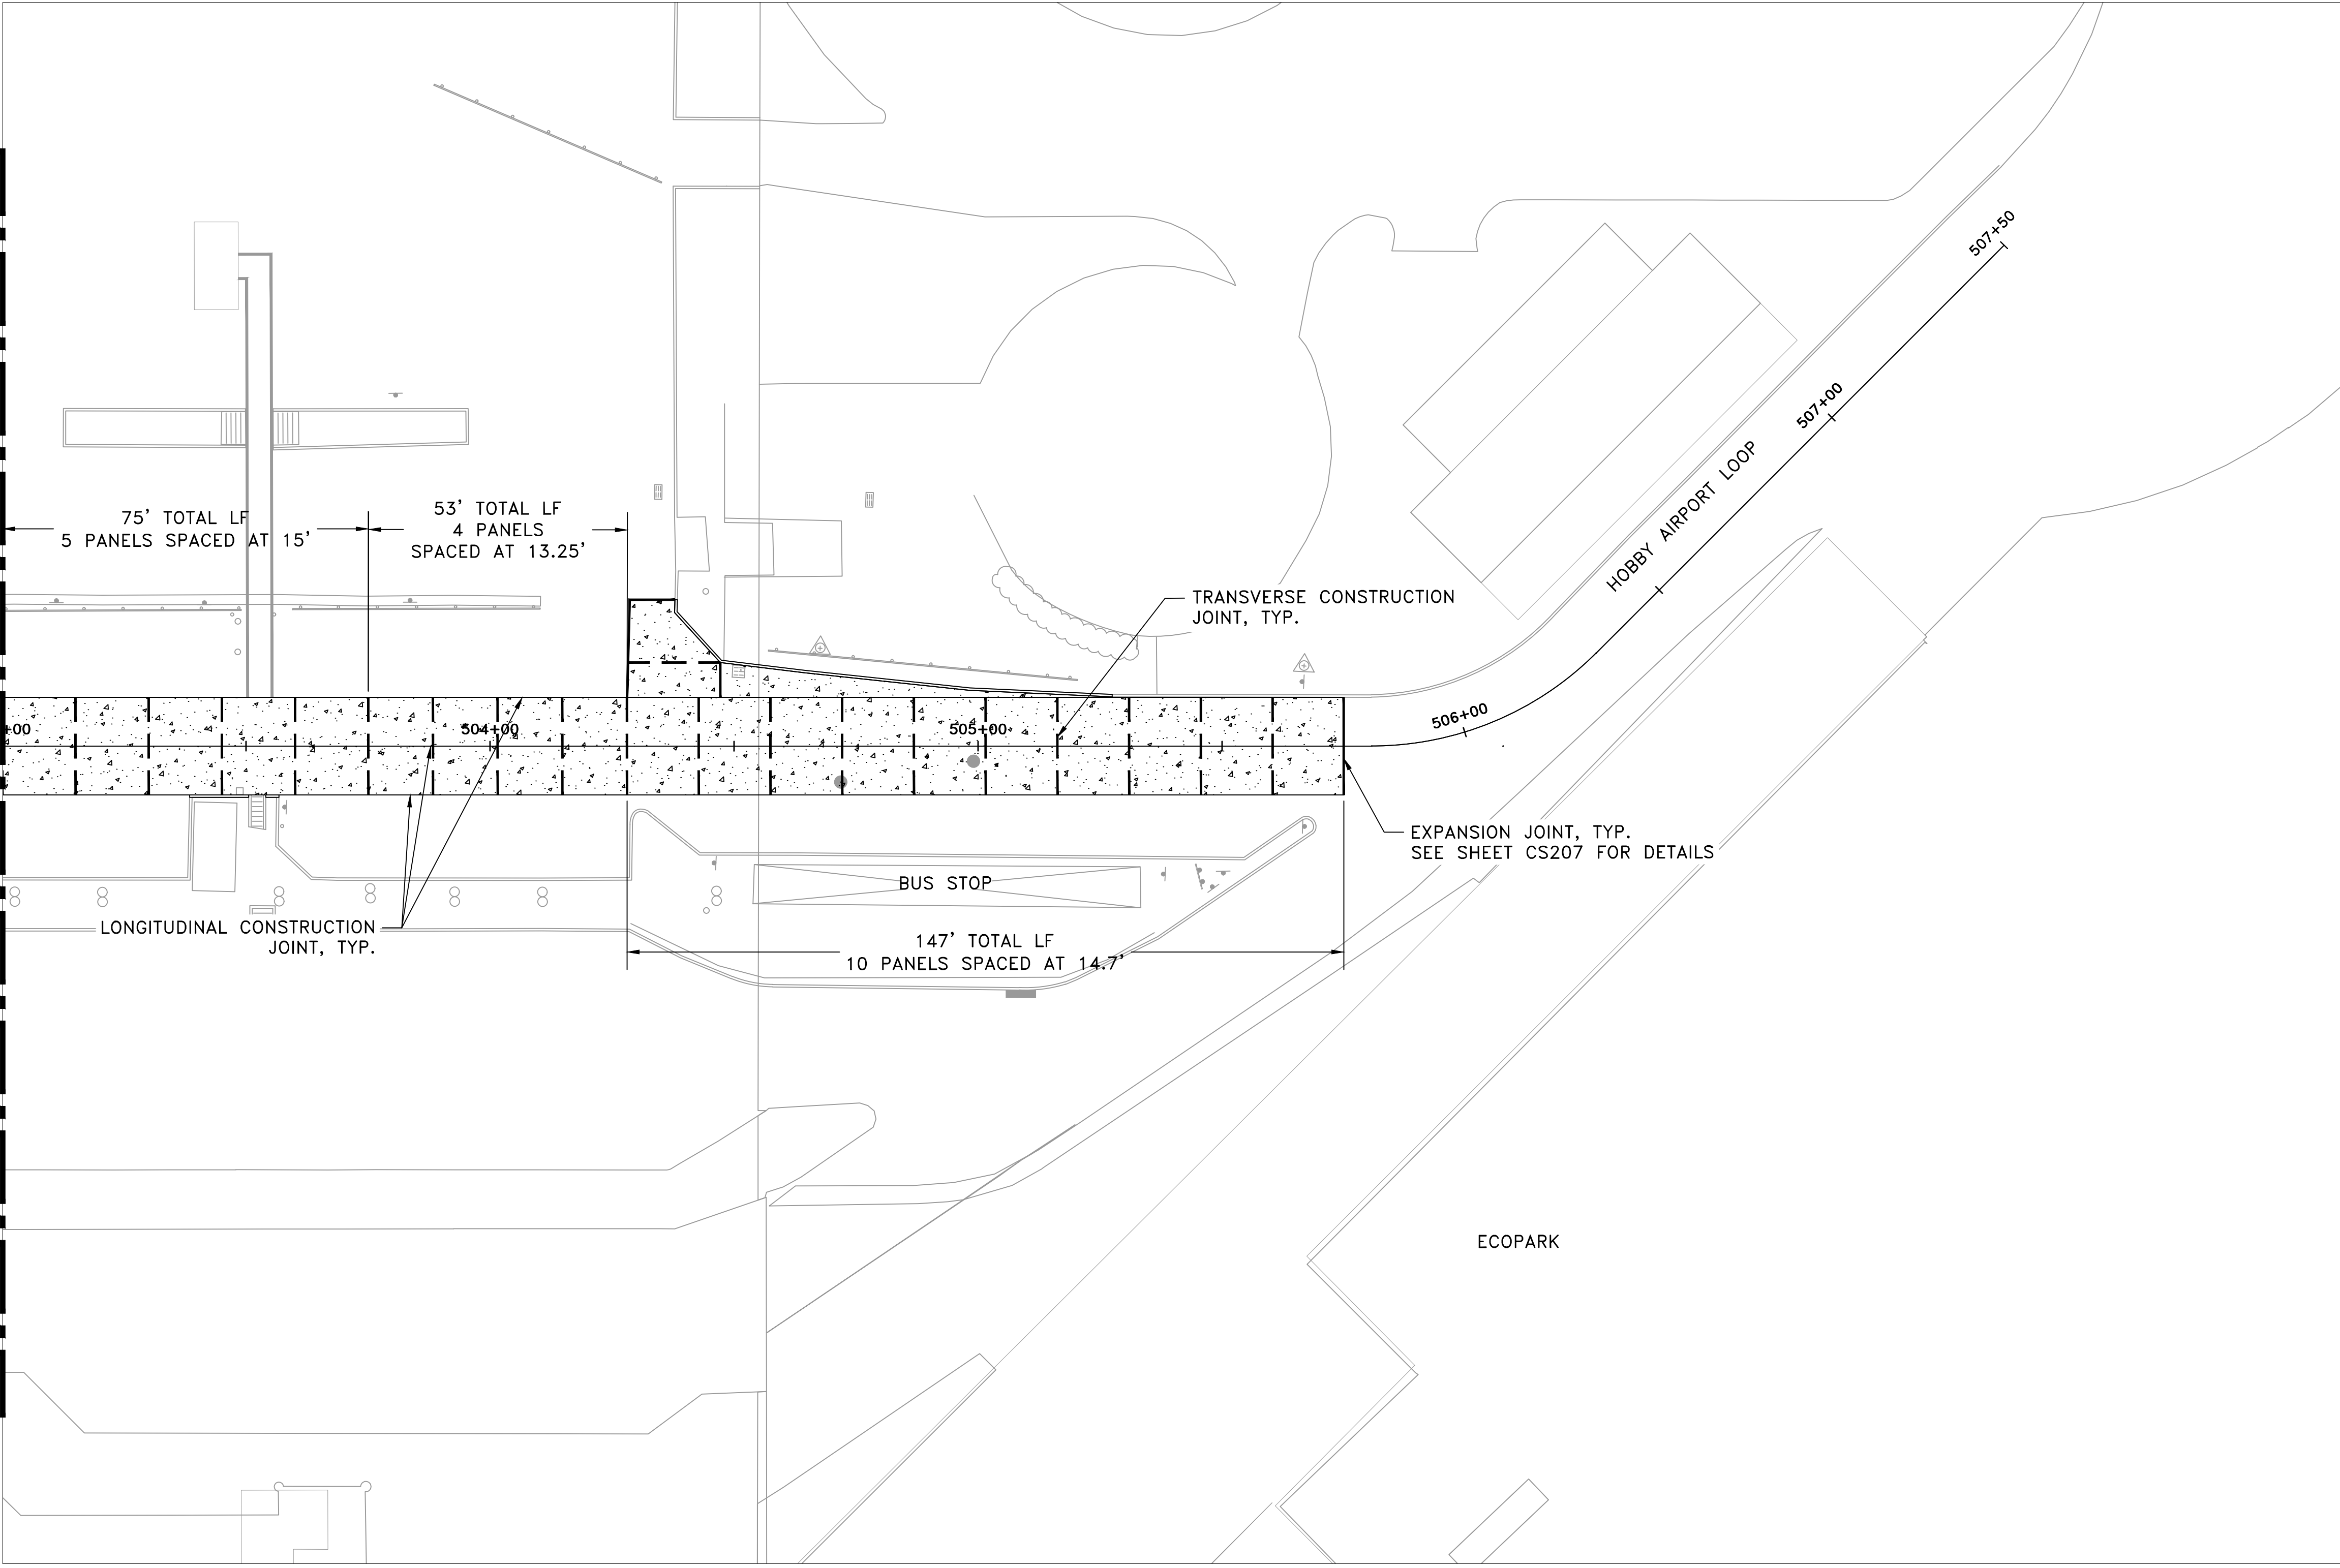 507+50
507+00
HOBBY AIRPORT LOOP
75' TOTAL LF
5 PANELS SPACED AT 15'
53' TOTAL LF
4 PANELS
SPACED AT 13.25'
TRANSVERSE CONSTRUCTION
JOINT, TYP.
+00
504+00
505+00
506+00
EXPANSION JOINT, TYP.
SEE SHEET CS207 FOR DETAILS
BUS STOP
LONGITUDINAL CONSTRUCTION
JOINT, TYP.
147' TOTAL LF
10 PANELS SPACED AT 14.7'
ECOPARK